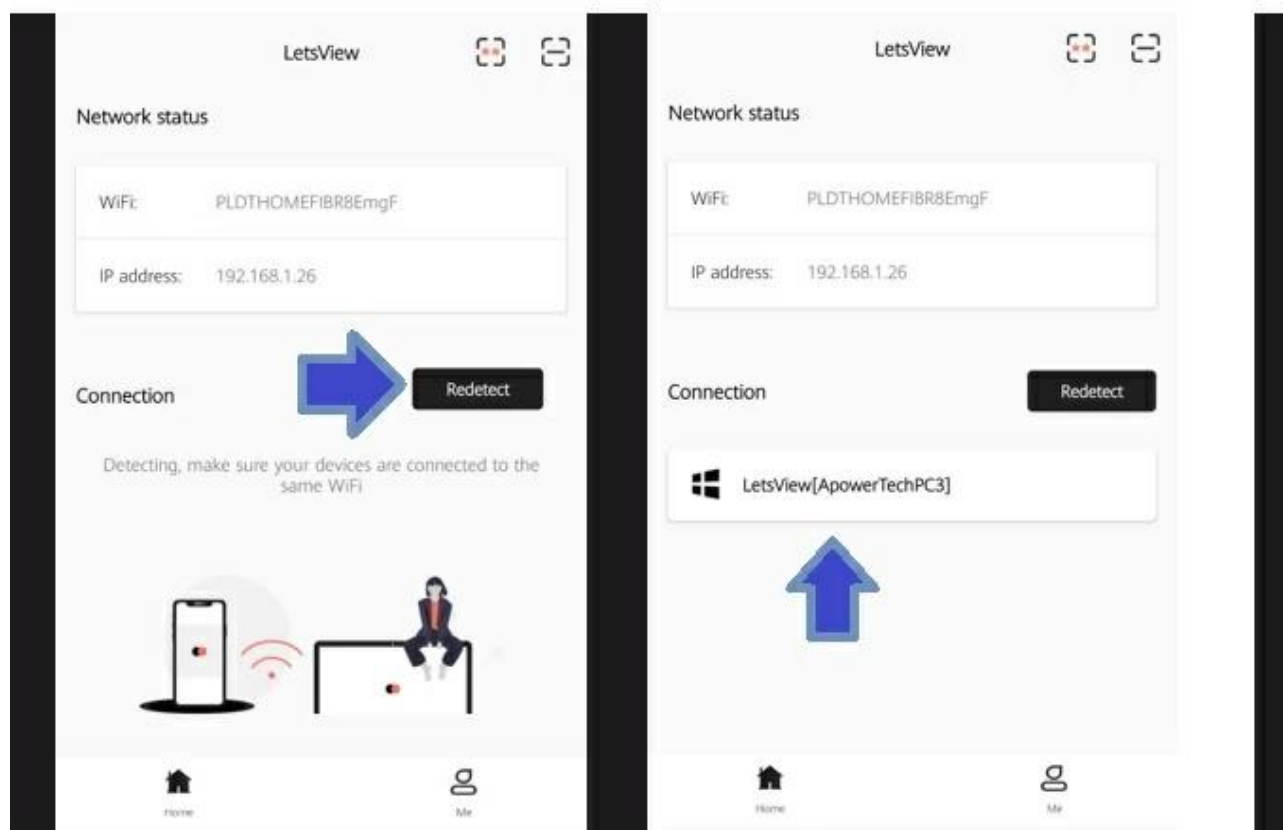 LetsView
Network status
WiFi: PLDTHOMEFIBR8EmgF
IP address: 192.168.1.26
Connection
Redetect
Detecting, make sure your devices are connected to the
same WiFi
Home
Me
LetsView
Network status
WiFi: PLDTHOMEFIBR8EmgF
IP address: 192.168.1.26
Connection
Redetect
LetsView[ApowerTechPC3]
Home
Me